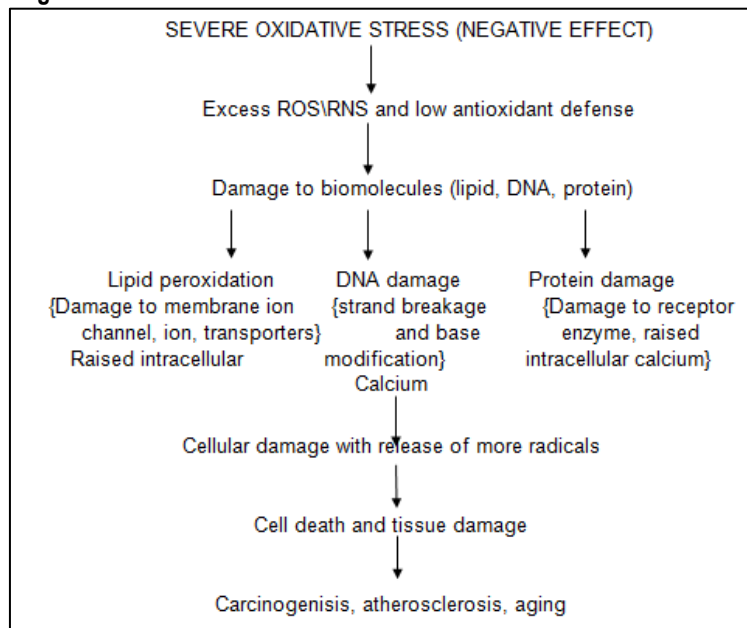 SEVERE OXIDATIVE STRESS (NEGATIVE EFFECT)
Excess ROS\RNS and low antioxidant defense
Damage to biomolecules (lipid, DNA, protein)
Lipid peroxidation DNA damage Protein damage
{Damage to membrane ion {strand breakage {Damage to receptor
channel, ion, transporters} and base enzyme, raised
Raised intracellular modification} intracellular calcium}
Calcium
Cellular damage with release of more radicals
Cell death and tissue damage
Carcinogenisis, atherosclerosis, aging